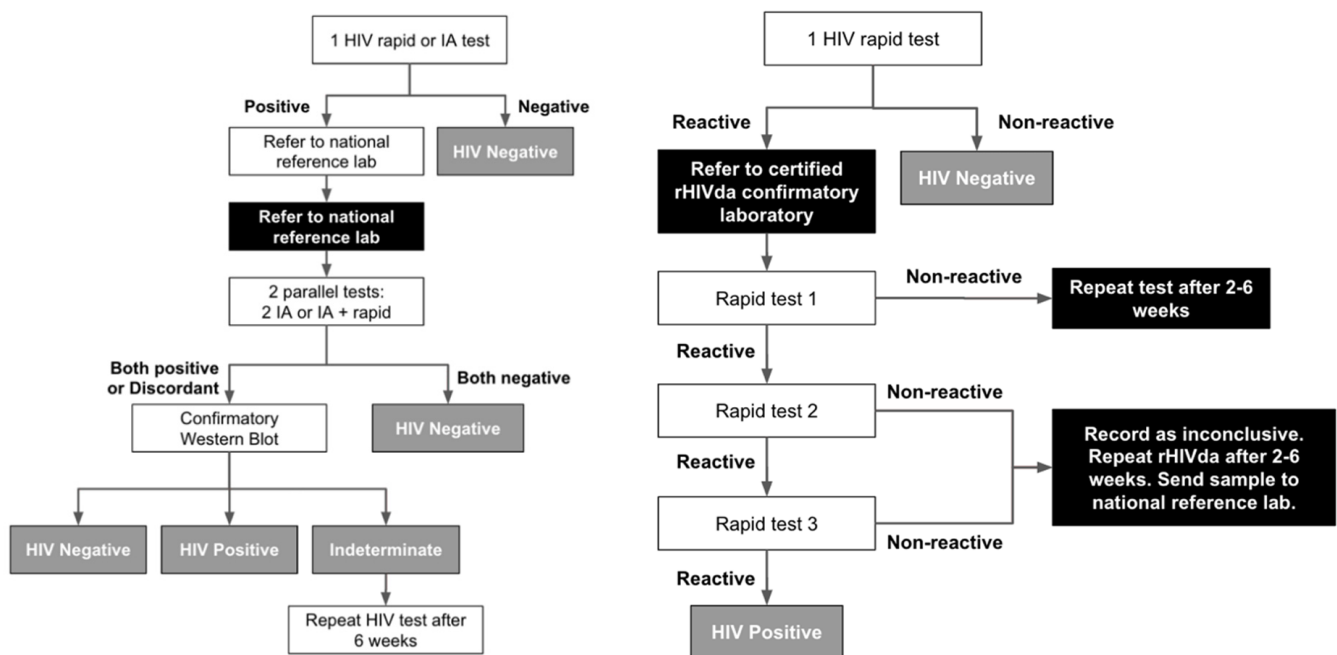 1 HIV rapid or IA test
Positive
Negative
Refer to national
reference lab
HIV Negative
Refer to national
reference lab
2 parallel tests:
2 IA or IA + rapid
Both positive
or Discordant
Both negative
Confirmatory
Western Blot
HIV Negative
HIV Negative
HIV Positive
Indeterminate
Repeat HIV test after
6 weeks
1 HIV rapid test
Reactive
Non-reactive
Refer to certified
rHIVda confirmatory
laboratory
HIV Negative
Rapid test 1
Non-reactive
Repeat test after 2-6
weeks
Reactive
Rapid test 2
Non-reactive
Record as inconclusive.
Repeat rHIVda after 2-6
weeks. Send sample to
national reference lab.
Reactive
Rapid test 3
Non-reactive
Reactive
HIV Positive